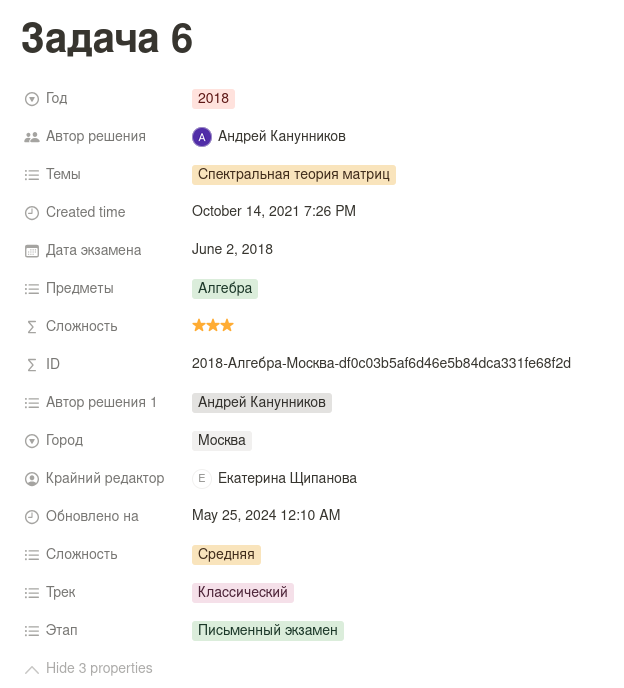 Задача 6
Год 2018
Автор решения A Андрей Канунников
Темы Спектральная теория матриц
Created time October 14, 2021 7:26 PM
Дата экзамена June 2, 2018
Предметы Алгебра
Сложность ⭐⭐⭐
ID 2018-Алгебра-Москва-df0c03b5af6d46e5b84dca331fe68f2d
Автор решения 1 Андрей Канунников
Город Москва
Крайний редактор E Екатерина Щипанова
Обновлено на May 25, 2024 12:10 AM
Сложность Средняя
Трек Классический
Этап Письменный экзамен
Hide 3 properties